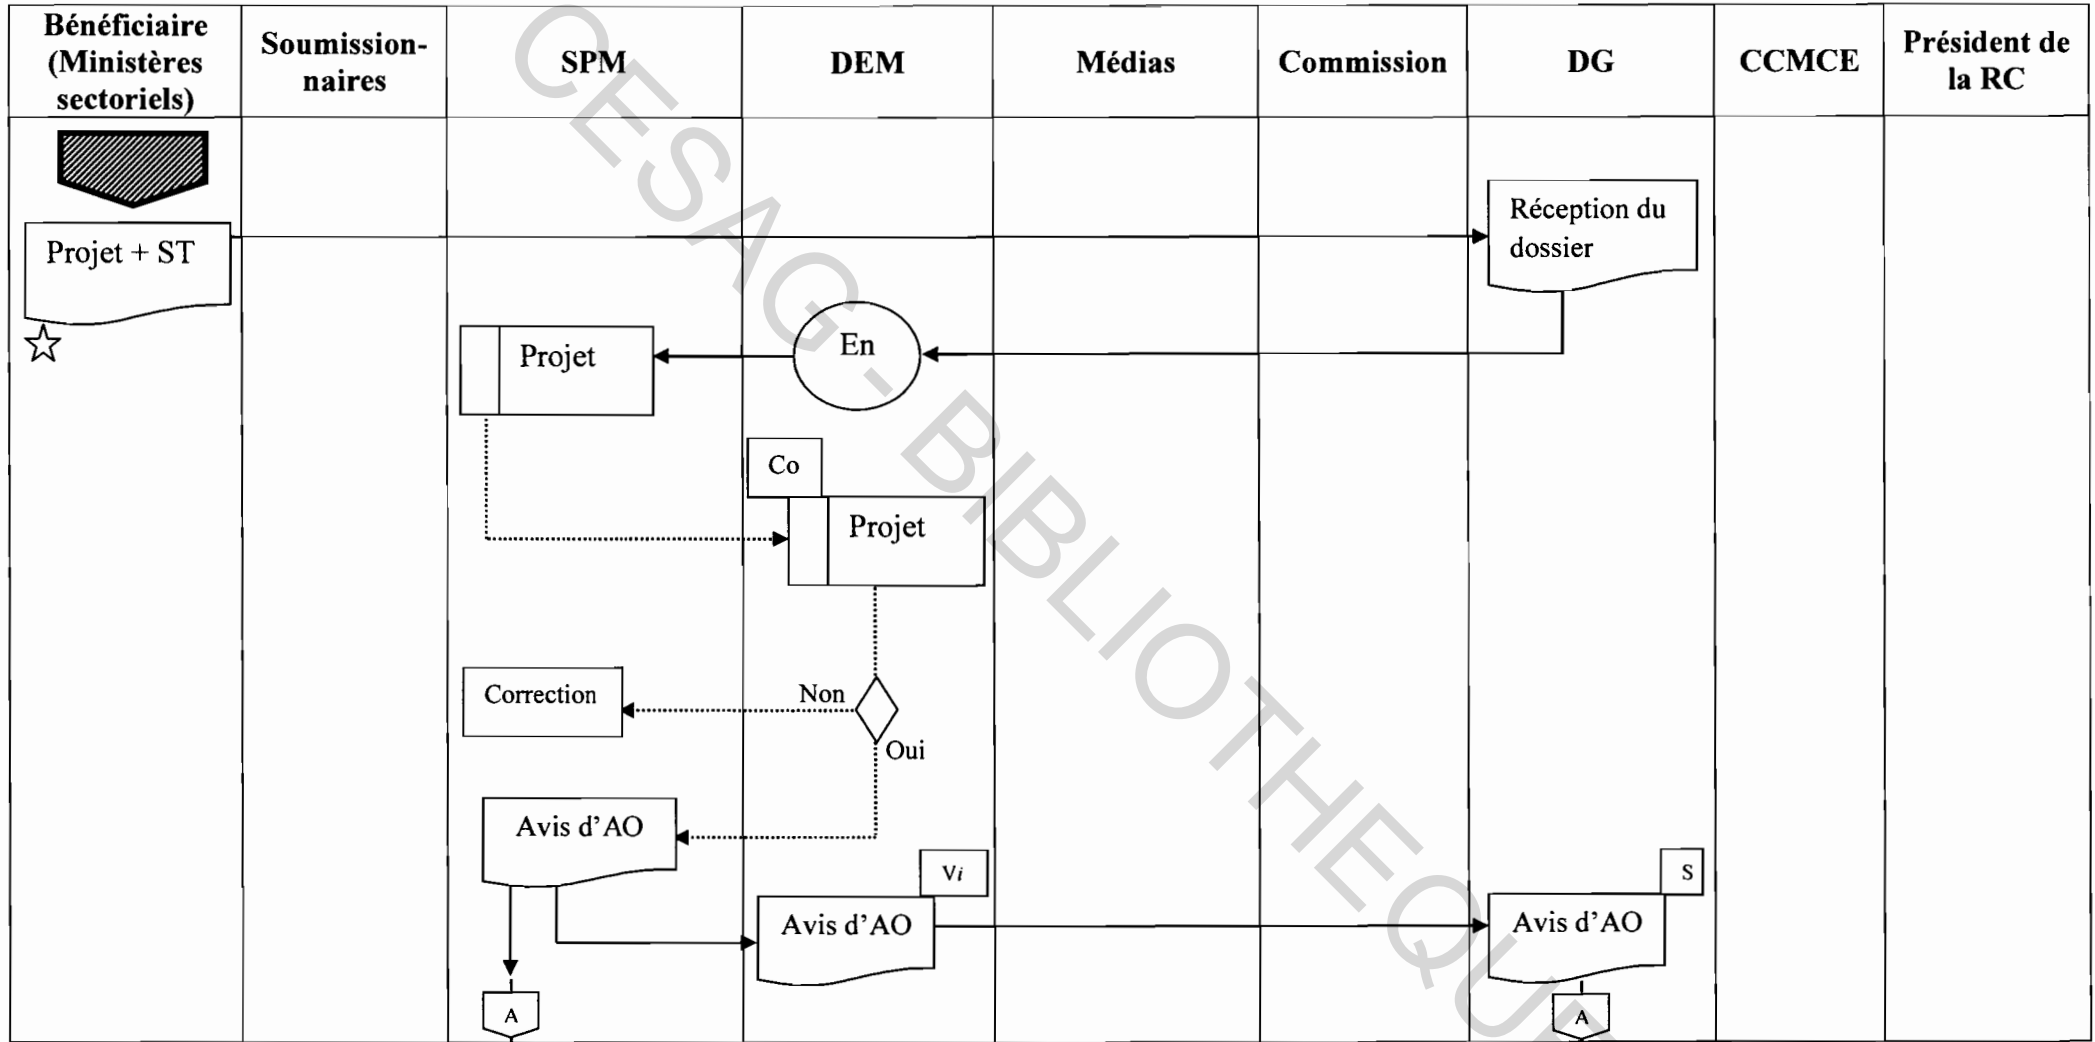 Bénéficiaire
(Ministères
sectoriels)
Soumission-
naires
SPM
DEM
Médias
Commission
DG
CCMCE
Président de
la RC
Projet + ST
Réception du
dossier
En
Projet
Co
Projet
Correction
Non
Oui
Avis d'AO
Vi
Avis d'AO
S
Avis d'AO
A
A
CESAG - BIBLIOTHEQUE